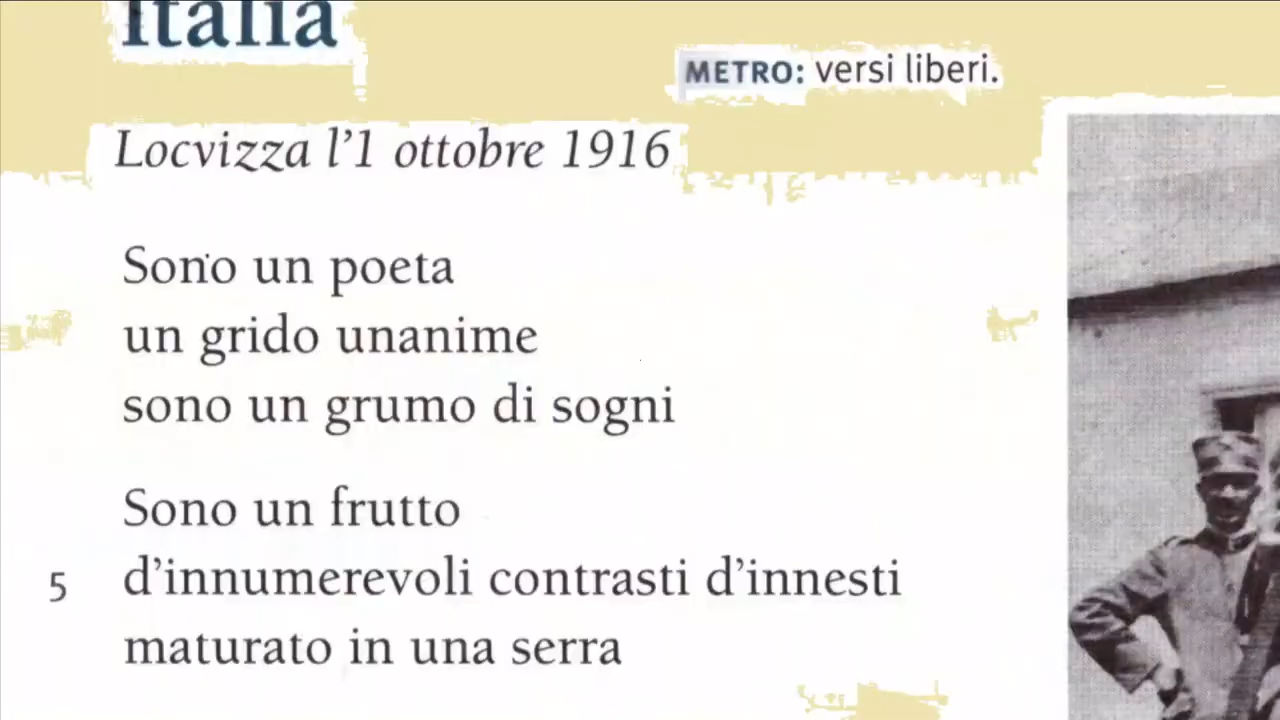 Italia
METRO: versi liberi.
Locvizza l'1 ottobre 1916
Sono un poeta
un grido unanime
sono un grumo di sogni
Sono un frutto
5 d'innumerevoli contrasti d'innesti
maturato in una serra